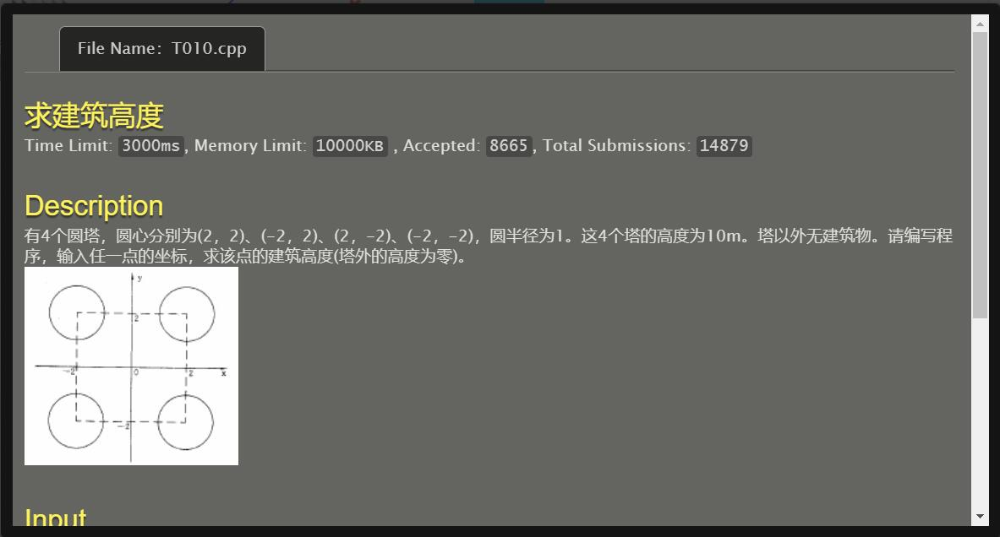 File Name：T010.cpp
求建筑高度
Time Limit: 3000ms, Memory Limit: 10000KB , Accepted: 8665, Total Submissions: 14879
Description
有4个圆塔，圆心分别为(2，2)、(-2，2)、(2，-2)、(-2，-2)，圆半径为1。这4个塔的高度为10m。塔以外无建筑物。请编写程
序，输入任一点的坐标，求该点的建筑高度(塔外的高度为零)。
y
2
-2 0 2 x
-2
Input